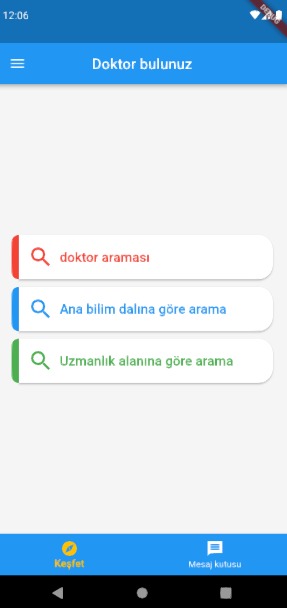 12:06
DEBUG
Doktor bulunuz
doktor araması
Ana bilim dalına göre arama
Uzmanlık alanına göre arama
Keşfet
Mesaj kutusu